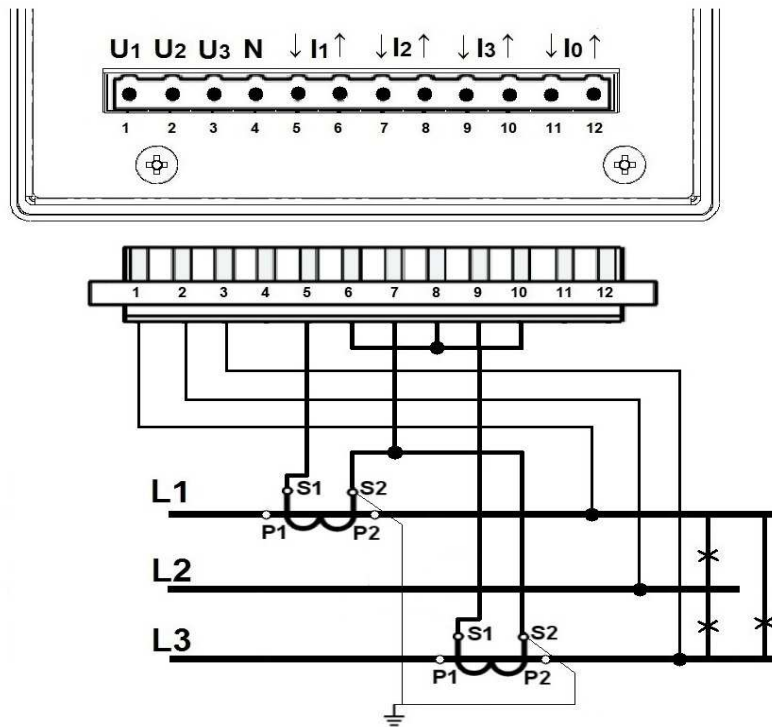 U1 U2 U3 N ↓ I1 ↑ ↓ I2 ↑ ↓ I3 ↑ ↓ I0 ↑
1 2 3 4 5 6 7 8 9 10 11 12
1 2 3 4 5 6 7 8 9 10 11 12
S1 S2
L1
P1 P2
L2
S1 S2
L3
P1 P2